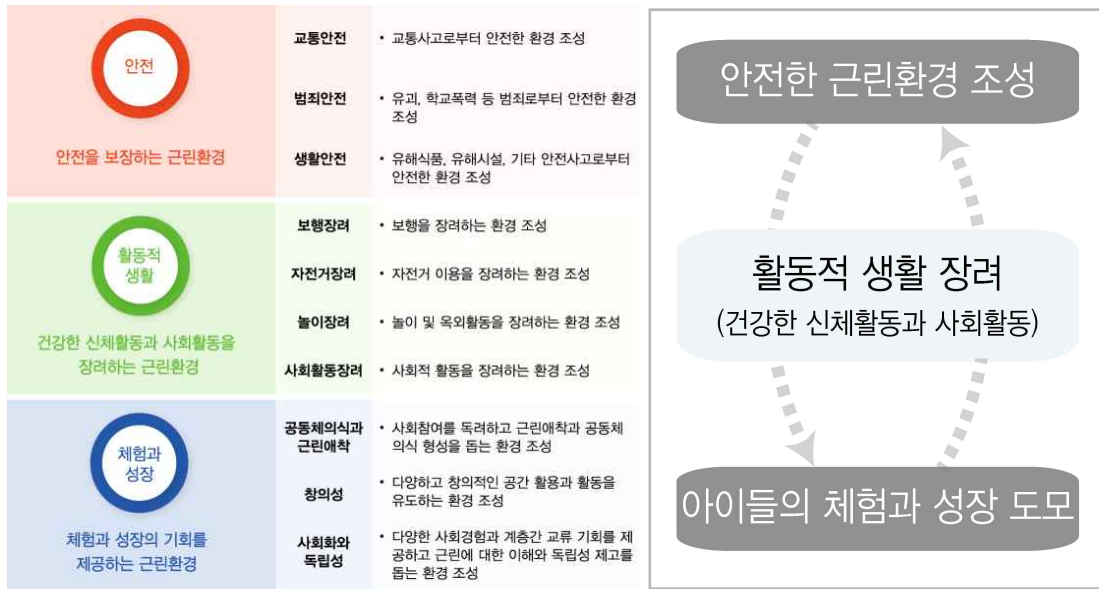 안전
안전을 보장하는 근린환경
교통안전
• 교통사고로부터 안전한 환경 조성
범죄안전
• 유괴, 학교폭력 등 범죄로부터 안전한 환경
조성
생활안전
• 유해식품, 유해시설, 기타 안전사고로부터
안전한 환경 조성
활동적
생활
건강한 신체활동과 사회활동을
장려하는 근린환경
보행장려
• 보행을 장려하는 환경 조성
자전거장려
• 자전거 이용을 장려하는 환경 조성
놀이장려
• 놀이 및 옥외활동을 장려하는 환경 조성
사회활동장려
• 사회적 활동을 장려하는 환경 조성
체험과
성장
체험과 성장의 기회를
제공하는 근린환경
공동체의식과
근린애착
• 사회참여를 독려하고 근린애착과 공동체
의식 형성을 돕는 환경 조성
창의성
• 다양하고 창의적인 공간 활용과 활동을
유도하는 환경 조성
사회화와
독립성
• 다양한 사회경험과 계층간 교류 기회를 제
공하고 근린에 대한 이해와 독립성 제고를
돕는 환경 조성
안전한 근린환경 조성
활동적 생활 장려
(건강한 신체활동과 사회활동)
아이들의 체험과 성장 도모